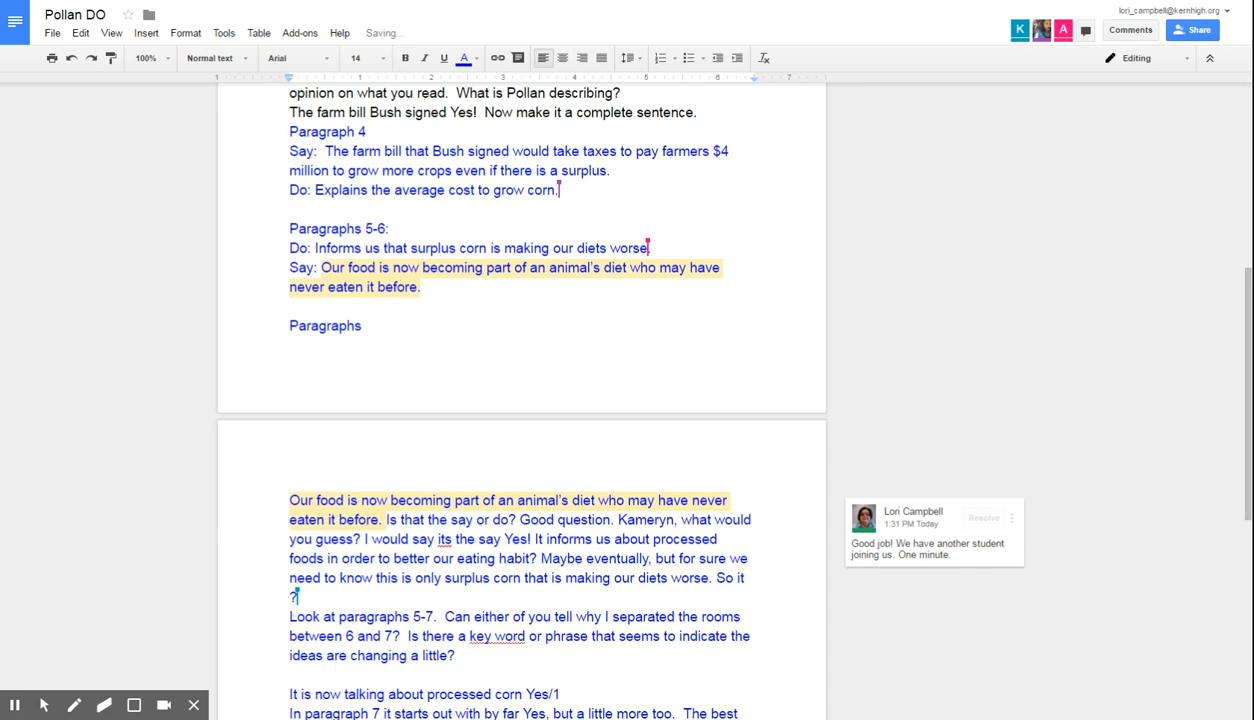 Pollan DO
lori_campbell@kernhigh.org
File Edit View Insert Format Tools Table Add-ons Help Saving...
K A Comments Share
100% Normal text Arial 14 B I U A Editing
1 1 2 3 4 5 6 7
opinion on what you read. What is Pollan describing?
The farm bill Bush signed Yes! Now make it a complete sentence.
Paragraph 4
Say: The farm bill that Bush signed would take taxes to pay farmers $4
million to grow more crops even if there is a surplus.
Do: Explains the average cost to grow corn.
Paragraphs 5-6:
Do: Informs us that surplus corn is making our diets worse.
Say: Our food is now becoming part of an animal's diet who may have
never eaten it before.
Paragraphs
Our food is now becoming part of an animal's diet who may have never
eaten it before. Is that the say or do? Good question. Kameryn, what would
you guess? I would say its the say Yes! It informs us about processed
foods in order to better our eating habit? Maybe eventually, but for sure we
need to know this is only surplus corn that is making our diets worse. So it
?
Lori Campbell
1:31 PM Today
Resolve
Good job! We have another student
joining us. One minute.
Look at paragraphs 5-7. Can either of you tell why I separated the rooms
between 6 and 7? Is there a key word or phrase that seems to indicate the
ideas are changing a little?
It is now talking about processed corn Yes/1
In paragraph 7 it starts out with by far Yes, but a little more too. The best